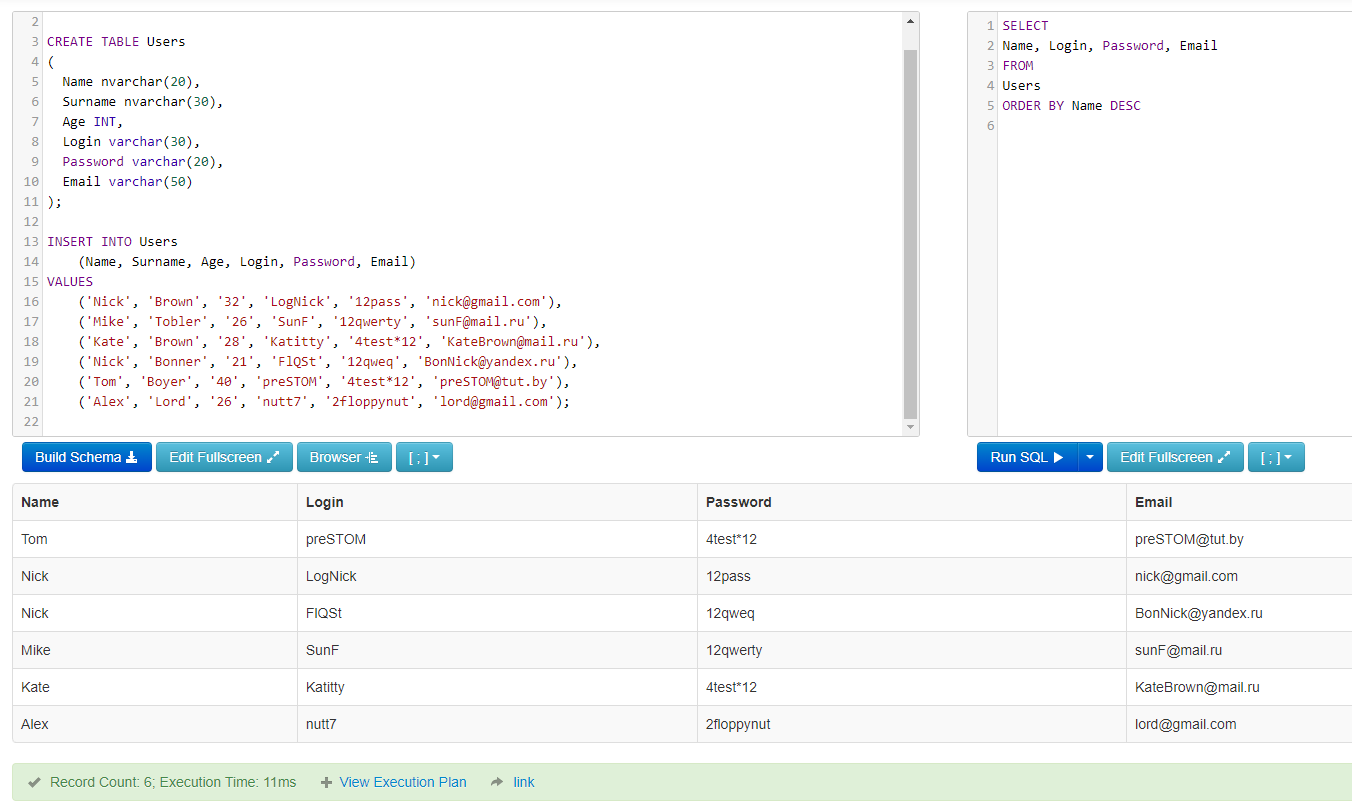 2
3 CREATE TABLE Users
4 (
5 Name nvarchar(20),
6 Surname nvarchar(30),
7 Age INT,
8 Login varchar(30),
9 Password varchar(20),
10 Email varchar(50)
11 );
12
13 INSERT INTO Users
14 (Name, Surname, Age, Login, Password, Email)
15 VALUES
16 ('Nick', 'Brown', '32', 'LogNick', '12pass', 'nick@gmail.com'),
17 ('Mike', 'Tobler', '26', 'SunF', '12qwerty', 'sunF@mail.ru'),
18 ('Kate', 'Brown', '28', 'Katitty', '4test*12', 'KateBrown@mail.ru'),
19 ('Nick', 'Bonner', '21', 'FlQSt', '12qweq', 'BonNick@yandex.ru'),
20 ('Tom', 'Boyer', '40', 'preSTOM', '4test*12', 'preSTOM@tut.by'),
21 ('Alex', 'Lord', '26', 'nutt7', '2floppynut', 'lord@gmail.com');
22
1 SELECT
2 Name, Login, Password, Email
3 FROM
4 Users
5 ORDER BY Name DESC
6
Build Schema Edit Fullscreen Browser [ ; ]
Run SQL Edit Fullscreen [ ; ]
Name Login Password Email
Tom preSTOM 4test*12 preSTOM@tut.by
Nick LogNick 12pass nick@gmail.com
Nick FlQSt 12qweq BonNick@yandex.ru
Mike SunF 12qwerty sunF@mail.ru
Kate Katitty 4test*12 KateBrown@mail.ru
Alex nutt7 2floppynut lord@gmail.com
Record Count: 6; Execution Time: 11ms View Execution Plan link